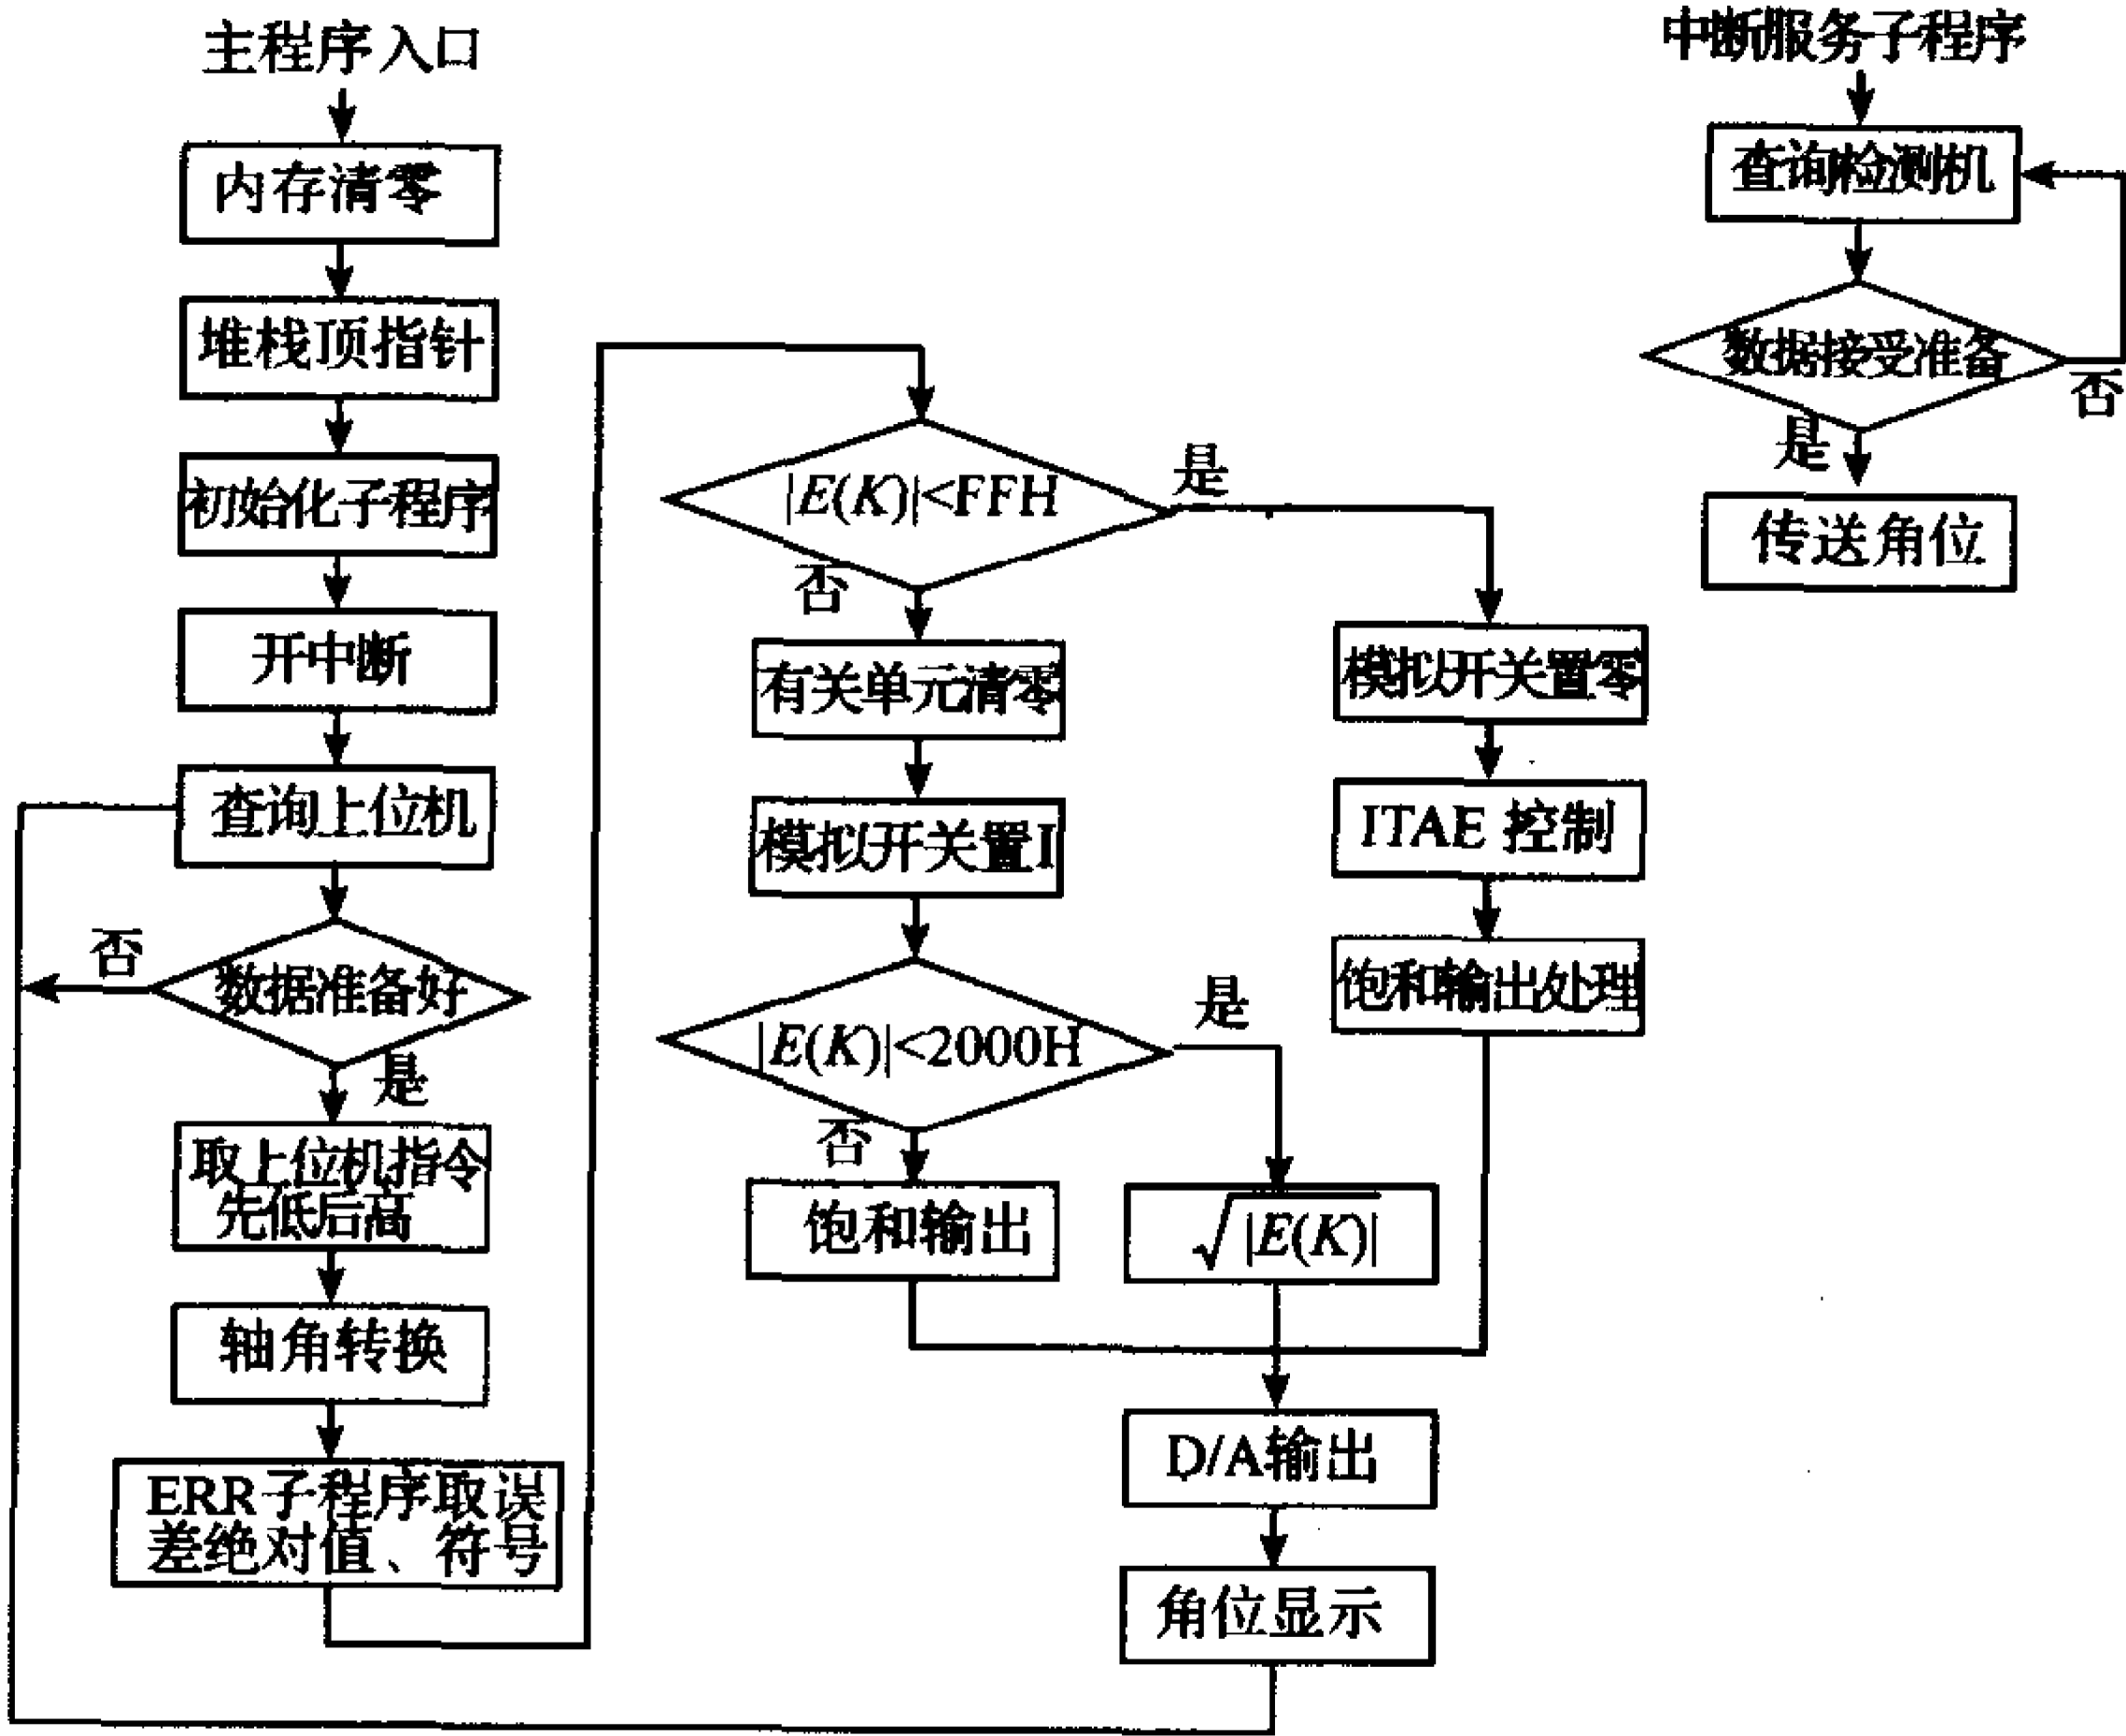 主程序入口
内存清零
堆栈顶指针
初始化子程序
开中断
查询上位机
否
数据准备好
是
取上位机指令
先低后高
轴角转换
ERR子程序取误
差绝对值、符号
|E(K)|<FFH
是
否
有关单元清零
模拟开关置I
|E(K)|<2000H
是
否
饱和输出
√|E(K)|
模拟开关置零
ITAE 控制
饱和输出处理
D/A输出
角位显示
中断服务子程序
查询检测机
数据接受准备
否
是
传送角位